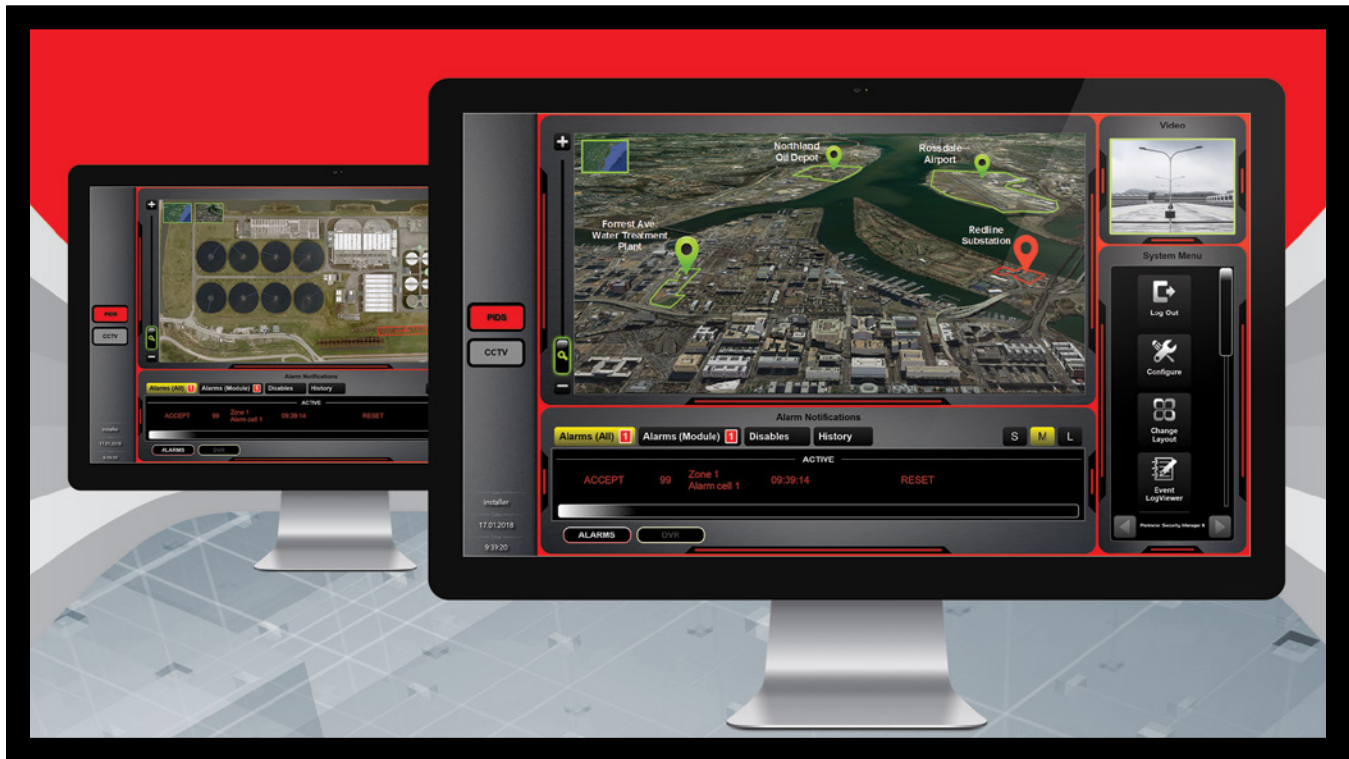 PIDS
CCTV
Alarm Notifications
Alarms (All) 1
Alarms (Module) 1
Disables
History
ACTIVE
ACCEPT
99
Zone 1
Alarm cell 1
09:39:14
RESET
ALARMS
DVR
installer
17.01.2018
9:39:20
Northland
Oil Depot
Rossdale
Airport
Forrest Ave
Water Treatment
Plant
Redline
Substation
PIDS
CCTV
Alarm Notifications
Alarms (All) 1
Alarms (Module) 1
Disables
History
S
M
L
ACTIVE
ACCEPT
99
Zone 1
Alarm cell 1
09:39:14
RESET
ALARMS
DVR
installer
17.01.2018
9:39:20
Video
System Menu
Log Out
Configure
Change
Layout
Event
LogViewer